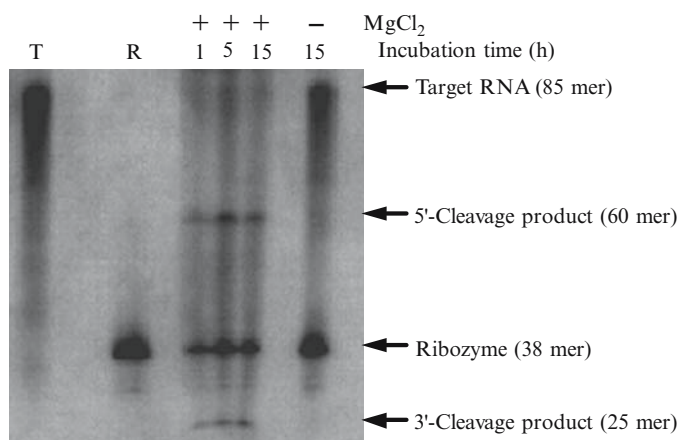 + + + − MgCl₂
T R 1 5 15 15 Incubation time (h)
Target RNA (85 mer)
5'-Cleavage product (60 mer)
Ribozyme (38 mer)
3'-Cleavage product (25 mer)